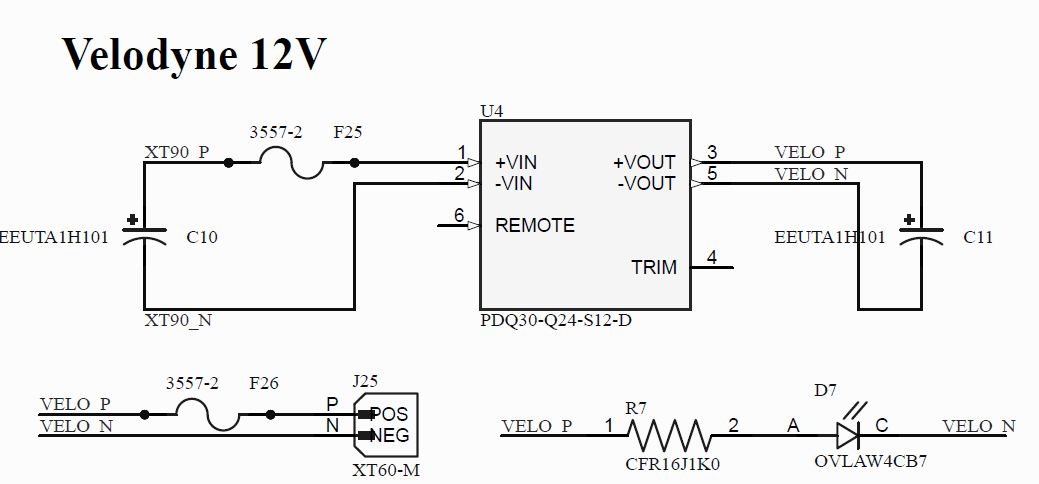 Velodyne 12V
U4
3557-2 F25
XT90_P 1 +VIN +VOUT 3 VELO_P
2 -VIN -VOUT 5 VELO_N
6 REMOTE
+ +
EEUTA1H101 C10 EEUTA1H101 C11
TRIM 4
XT90_N PDQ30-Q24-S12-D
3557-2 F26 J25
D7
VELO_P P POS R7
VELO_N N NEG VELO_P 1 2 A C VELO_N
XT60-M CFR16J1K0 OVLAW4CB7